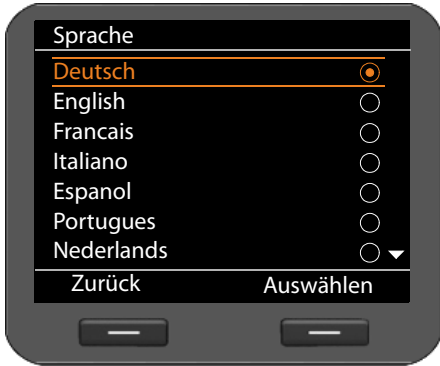 Sprache
Deutsch
English
Francais
Italiano
Espanol
Portugues
Nederlands
Zurück Auswählen